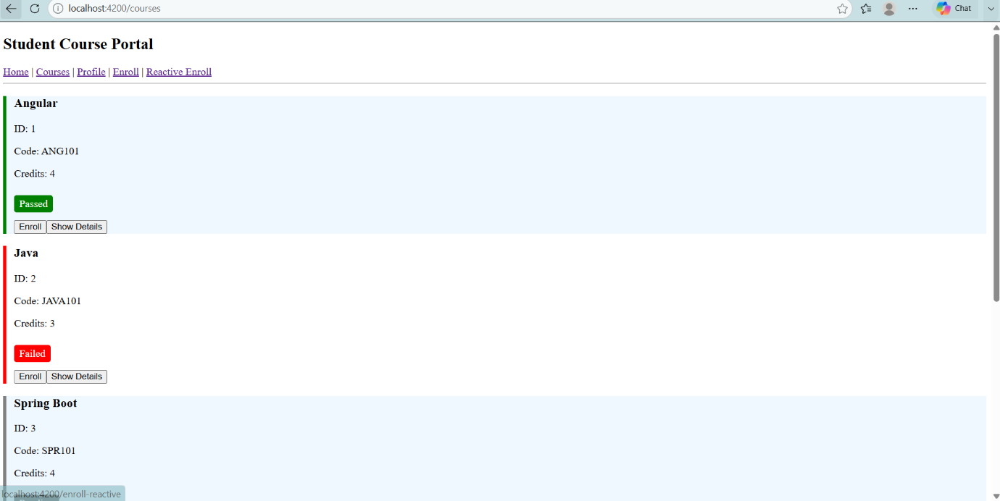 localhost:4200/courses
Chat
Student Course Portal
Home | Courses | Profile | Enroll | Reactive Enroll
Angular
ID: 1
Code: ANG101
Credits: 4
Passed
Enroll Show Details
Java
ID: 2
Code: JAVA101
Credits: 3
Failed
Enroll Show Details
Spring Boot
ID: 3
Code: SPR101
Credits: 4
localhost:4200/enroll-reactive